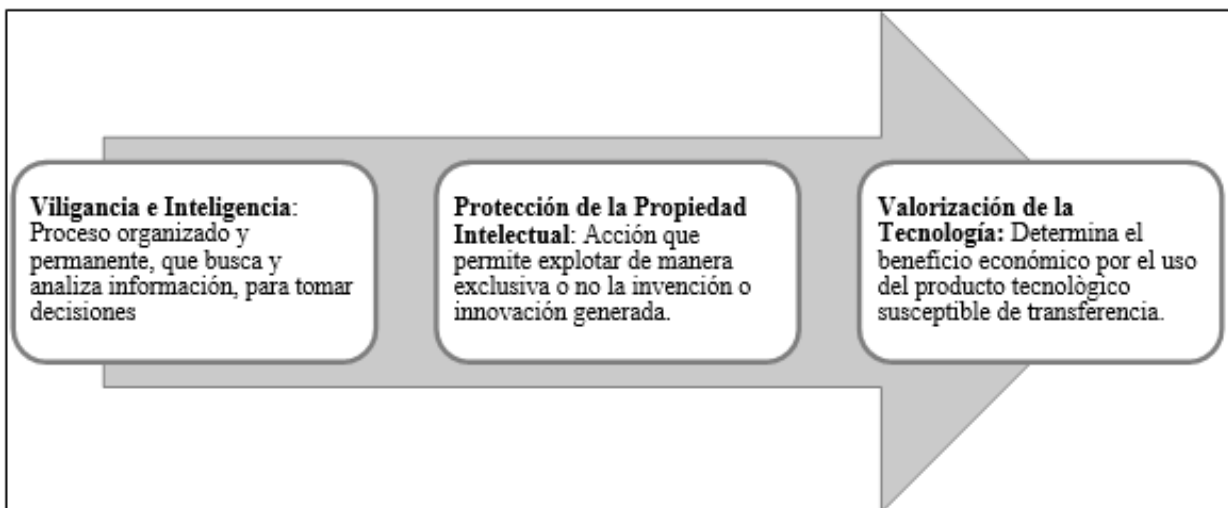 Viligancia e Inteligencia:
Proceso organizado y
permanente, que busca y
analiza información, para tomar
decisiones
Protección de la Propiedad
Intelectual: Acción que
permite explotar de manera
exclusiva o no la invención o
innovación generada.
Valorización de la
Tecnología: Determina el
beneficio económico por el uso
del producto tecnològico
susceptible de transferencia.